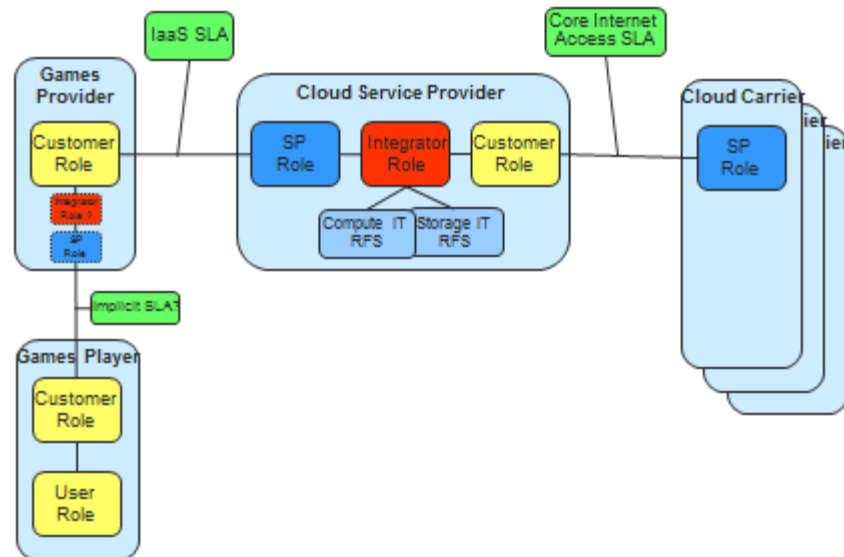 IaaS SLA
Core Internet
Access SLA
Games
Provider
Cloud Service Provider
Cloud Carrier
rier
ier
Customer
Role
SP
Role
Integrator
Role
Customer
Role
SP
Role
Integrator
Role ?
SP
Role
Compute IT
RFS
Storage IT
RFS
Implicit SLA?
Games Player
Customer
Role
User
Role